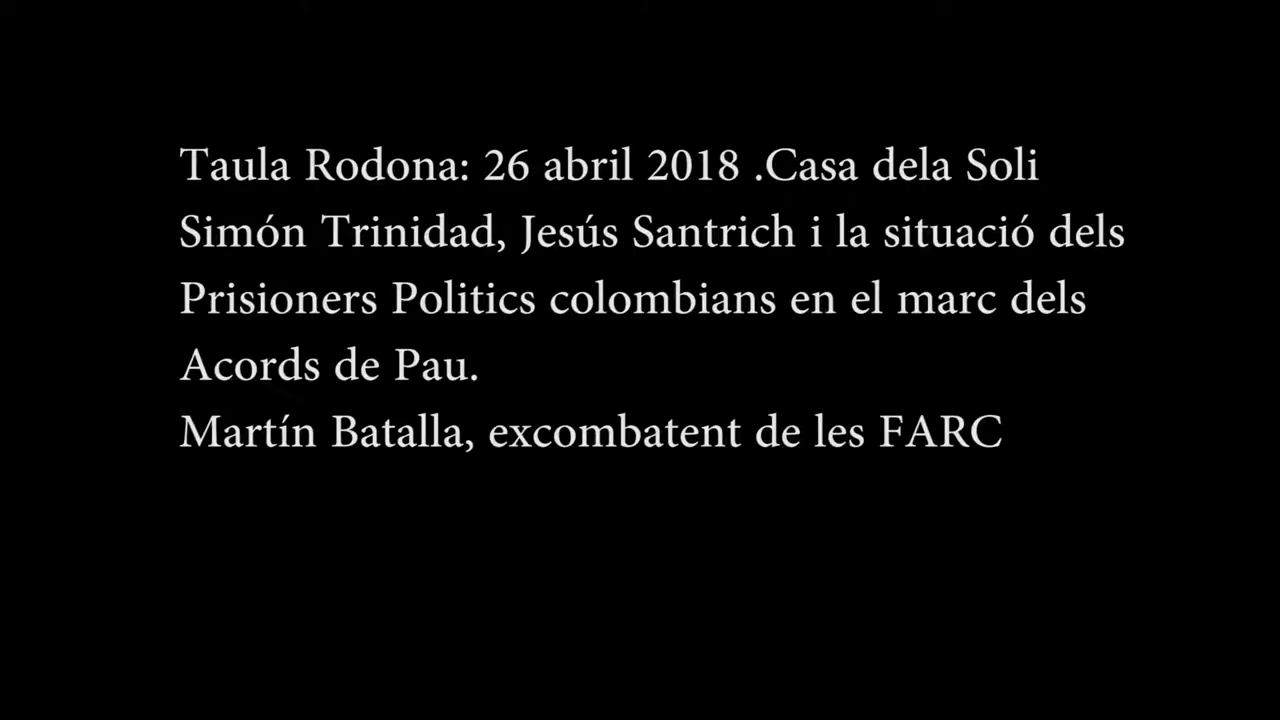 Taula Rodona: 26 abril 2018 .Casa dela Soli
Simón Trinidad, Jesús Santrich i la situació dels
Prisioners Politics colombians en el marc dels
Acords de Pau.
Martín Batalla, excombatent de les FARC